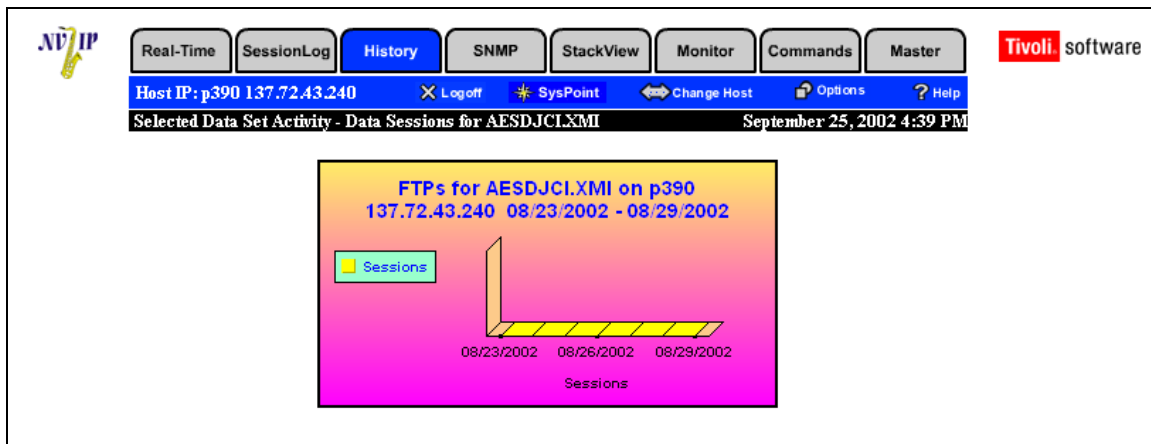 NV IP
Real-Time SessionLog History SNMP StackView Monitor Commands Master
Tivoli. software
Host IP: p390 137.72.43.240 Logoff SysPoint Change Host Options ? Help
Selected Data Set Activity - Data Sessions for AESDJCI.XMI September 25, 2002 4:39 PM
FTPs for AESDJCI.XMI on p390
137.72.43.240 08/23/2002 - 08/29/2002
Sessions
08/23/2002 08/26/2002 08/29/2002
Sessions